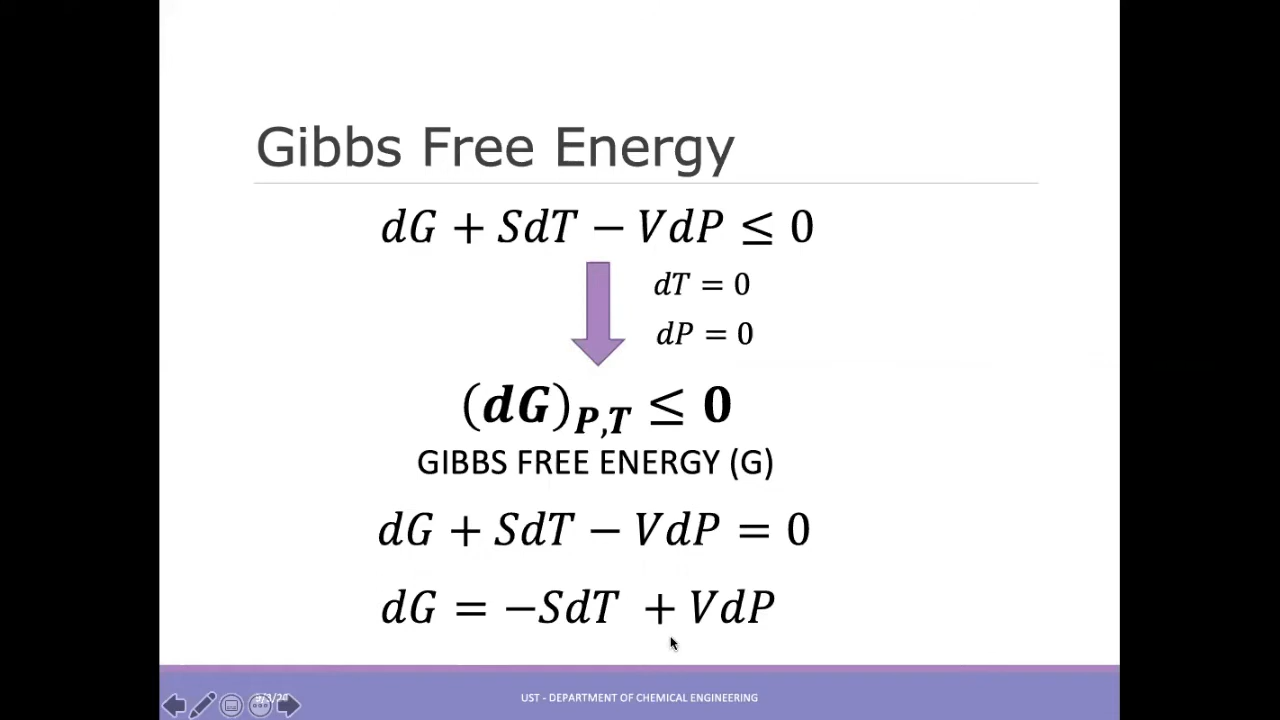 Gibbs Free Energy
dG + SdT − VdP ≤ 0
dT = 0
dP = 0
(dG)P,T ≤ 0
GIBBS FREE ENERGY (G)
dG + SdT − VdP = 0
dG = −SdT + VdP
UST - DEPARTMENT OF CHEMICAL ENGINEERING